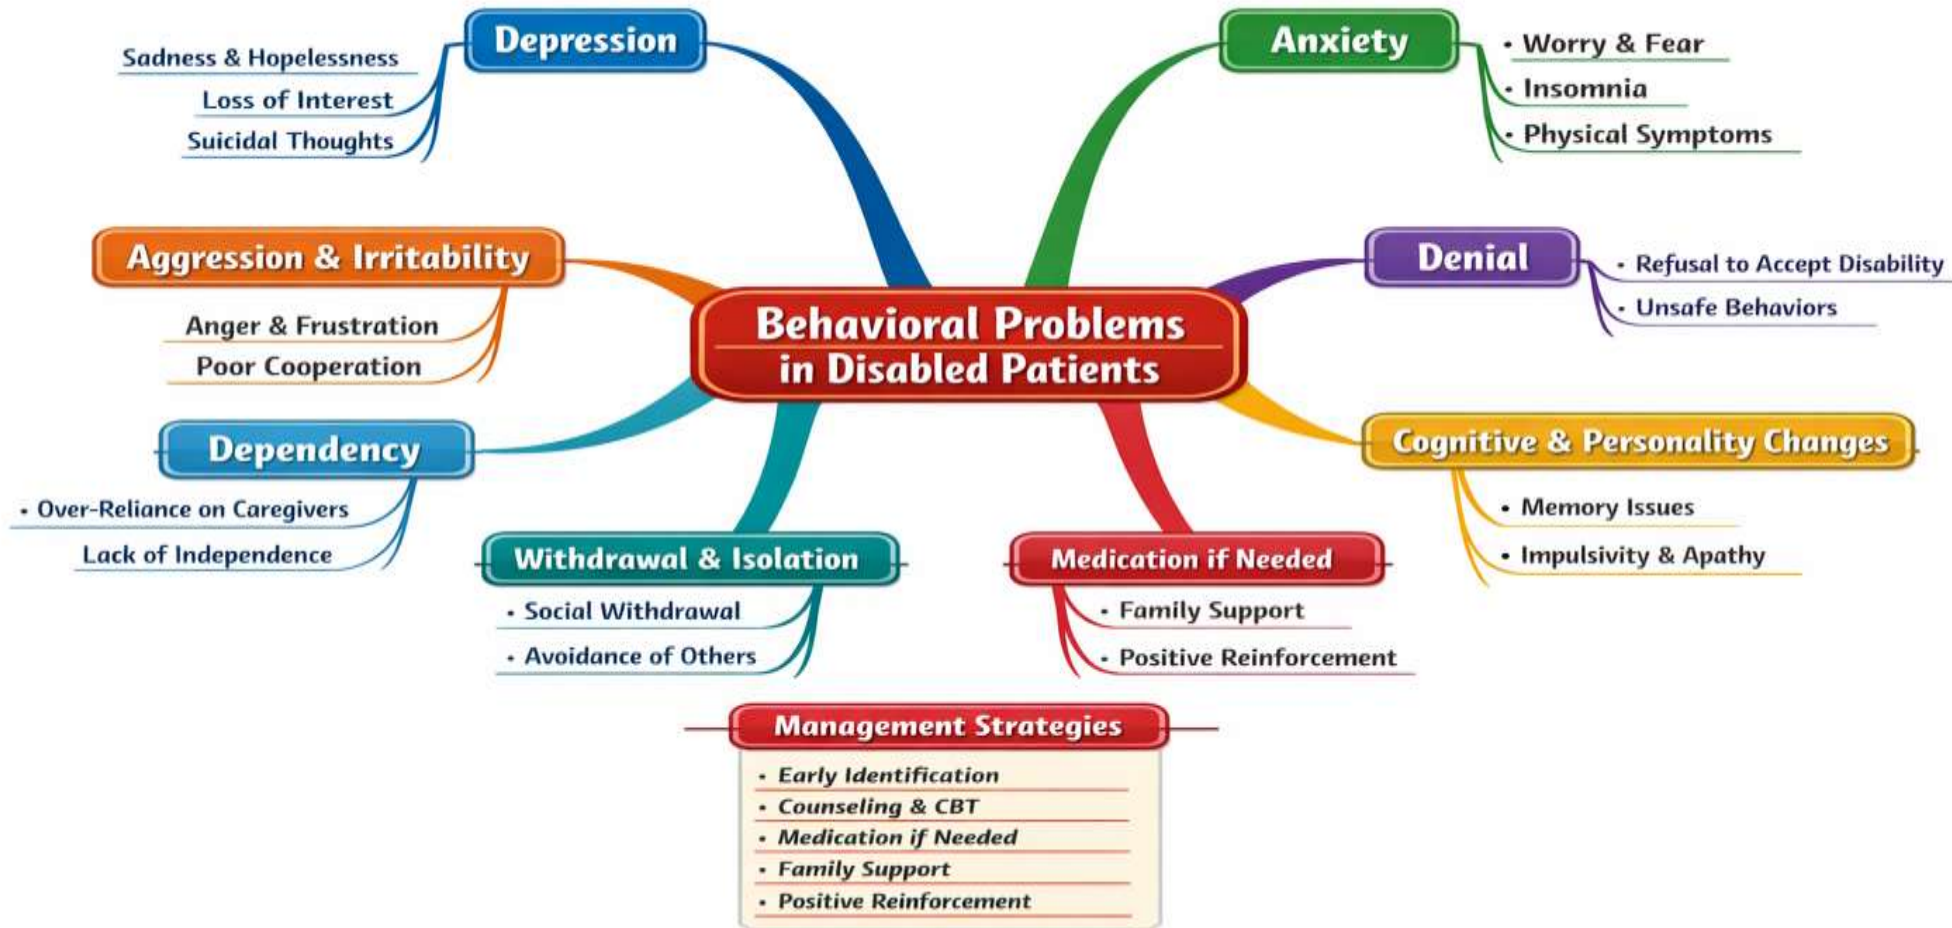 Depression
Sadness & Hopelessness
Loss of Interest
Suicidal Thoughts
Anxiety
• Worry & Fear
• Insomnia
• Physical Symptoms
Aggression & Irritability
Anger & Frustration
Poor Cooperation
Denial
• Refusal to Accept Disability
• Unsafe Behaviors
Behavioral Problems
in Disabled Patients
Dependency
• Over-Reliance on Caregivers
Lack of Independence
Cognitive & Personality Changes
• Memory Issues
• Impulsivity & Apathy
Withdrawal & Isolation
• Social Withdrawal
• Avoidance of Others
Medication if Needed
• Family Support
• Positive Reinforcement
Management Strategies
• Early Identification
• Counseling & CBT
• Medication if Needed
• Family Support
• Positive Reinforcement